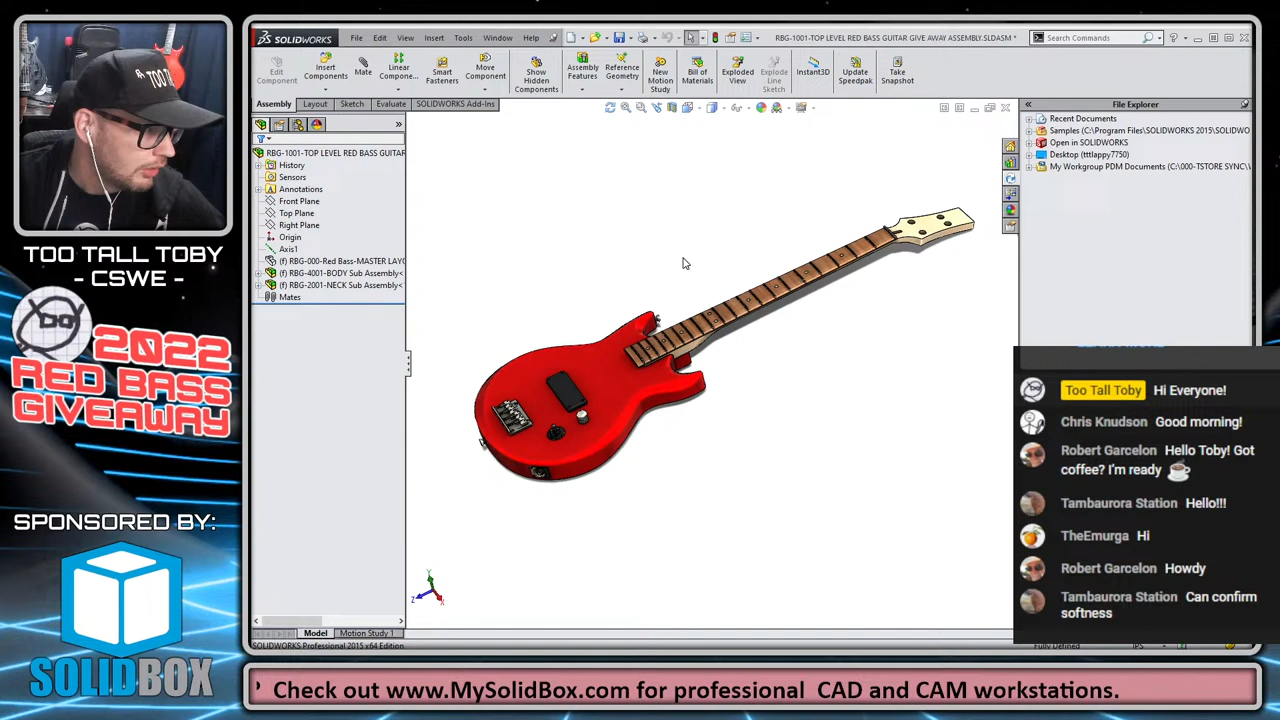 TOO TALL TOBY
- CSWE -
2022
RED BASS
GIVEAWAY
SPONSORED BY:
SOLIDBOX
SOLIDWORKS
File Edit View Insert Tools Window Help
RBG-1001-TOP LEVEL RED BASS GUITAR GIVE AWAY ASSEMBLY.SLDASM *
Search Commands
Edit Component
Insert Components
Mate
Linear Compone...
Smart Fasteners
Move Component
Show Hidden Components
Assembly Features
Reference Geometry
New Motion Study
Bill of Materials
Exploded View
Explode Line Sketch
Instant3D
Update Speedpak
Take Snapshot
Assembly Layout Sketch Evaluate SOLIDWORKS Add-Ins
RBG-1001-TOP LEVEL RED BASS GUITAR
History
Sensors
Annotations
Front Plane
Top Plane
Right Plane
Origin
Axis1
(f) RBG-000-Red Bass-MASTER LAYO
(f) RBG-4001-BODY Sub Assembly<
(f) RBG-2001-NECK Sub Assembly<
Mates
Y
Z
X
Model Motion Study 1
SOLIDWORKS Premium 2015 x64 Edition
Fully Defined
IPS
File Explorer
Recent Documents
Samples (C:\Program Files\SOLIDWORKS 2015\SOLIDWO
Open in SOLIDWORKS
Desktop (tttlappy7750)
My Workgroup PDM Documents (C:\000-TSTORE SYNC\
Too Tall Toby Hi Everyone!
Chris Knudson Good morning!
Robert Garcelon Hello Toby! Got
coffee? I'm ready ☕
Tambaurora Station Hello!!!
TheEmurga Hi
Robert Garcelon Howdy
Tambaurora Station Can confirm
softness
Check out www.MySolidBox.com for professional CAD and CAM workstations.